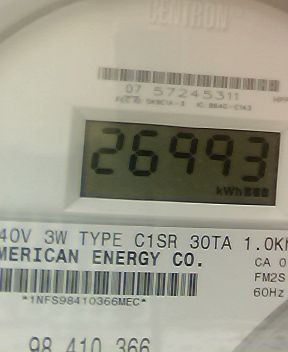 CENTRON
07 57245311
26993
kWh
40V 3W TYPE C1SR 30TA 1.0K
MERICAN ENERGY CO.
CA 0
FM2S
60Hz
*1NFS98410366MEC*
98 410 366